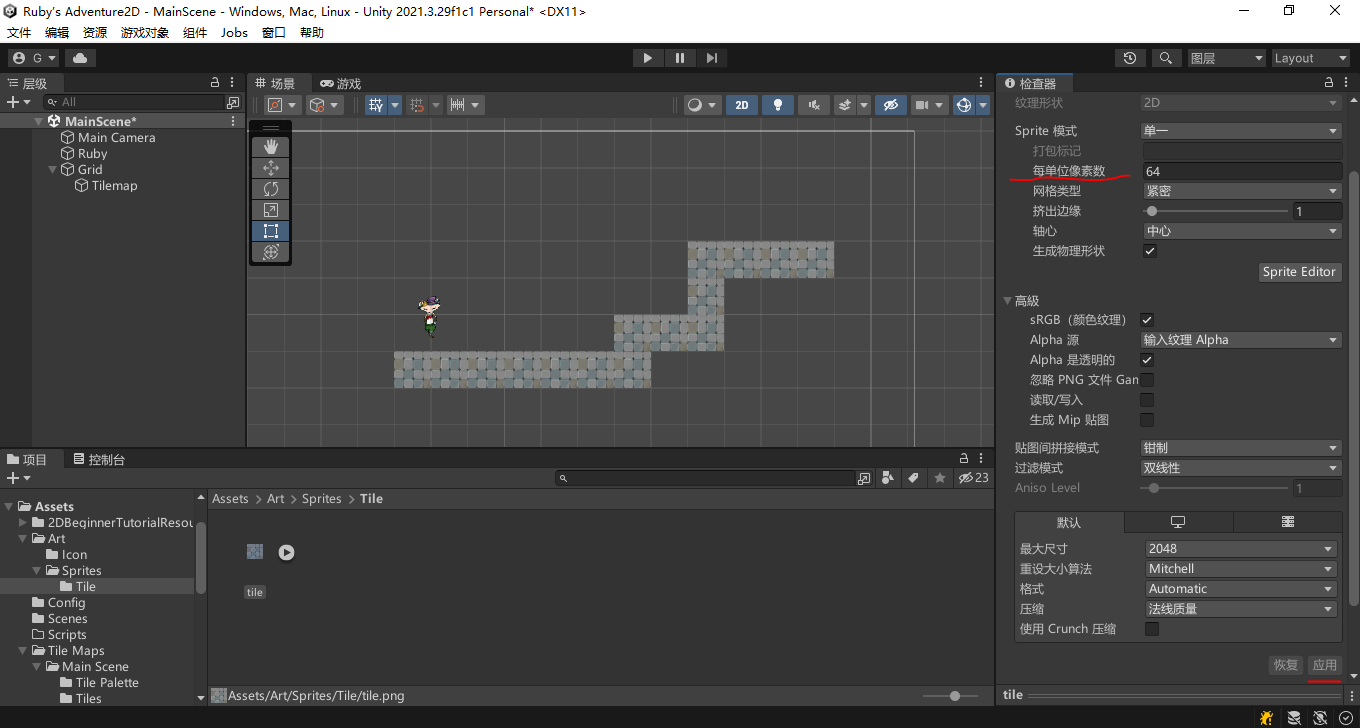 Ruby's Adventure2D - MainScene - Windows, Mac, Linux - Unity 2021.3.29f1c1 Personal* <DX11>
文件 编辑 资源 游戏对象 组件 Jobs 窗口 帮助
G
图层
Layout
层级
All
MainScene*
Main Camera
Ruby
Grid
Tilemap
场景 游戏
2D
检查器
纹理形状 2D
Sprite 模式 单一
打包标记
每单位像素数 64
网格类型 紧密
挤出边缘 1
轴心 中心
生成物理形状
Sprite Editor
高级
sRGB（颜色纹理）
Alpha 源 输入纹理 Alpha
Alpha 是透明的
忽略 PNG 文件 Gan
读取/写入
生成 Mip 贴图
贴图间拼接模式 钳制
过滤模式 双线性
Aniso Level 1
默认
最大尺寸 2048
重设大小算法 Mitchell
格式 Automatic
压缩 法线质量
使用 Crunch 压缩
恢复 应用
tile
项目 控制台
23
Assets
2DBeginnerTutorialResou
Art
Icon
Sprites
Tile
Config
Scenes
Scripts
Tile Maps
Main Scene
Tile Palette
Tiles
Assets > Art > Sprites > Tile
tile
Assets/Art/Sprites/Tile/tile.png